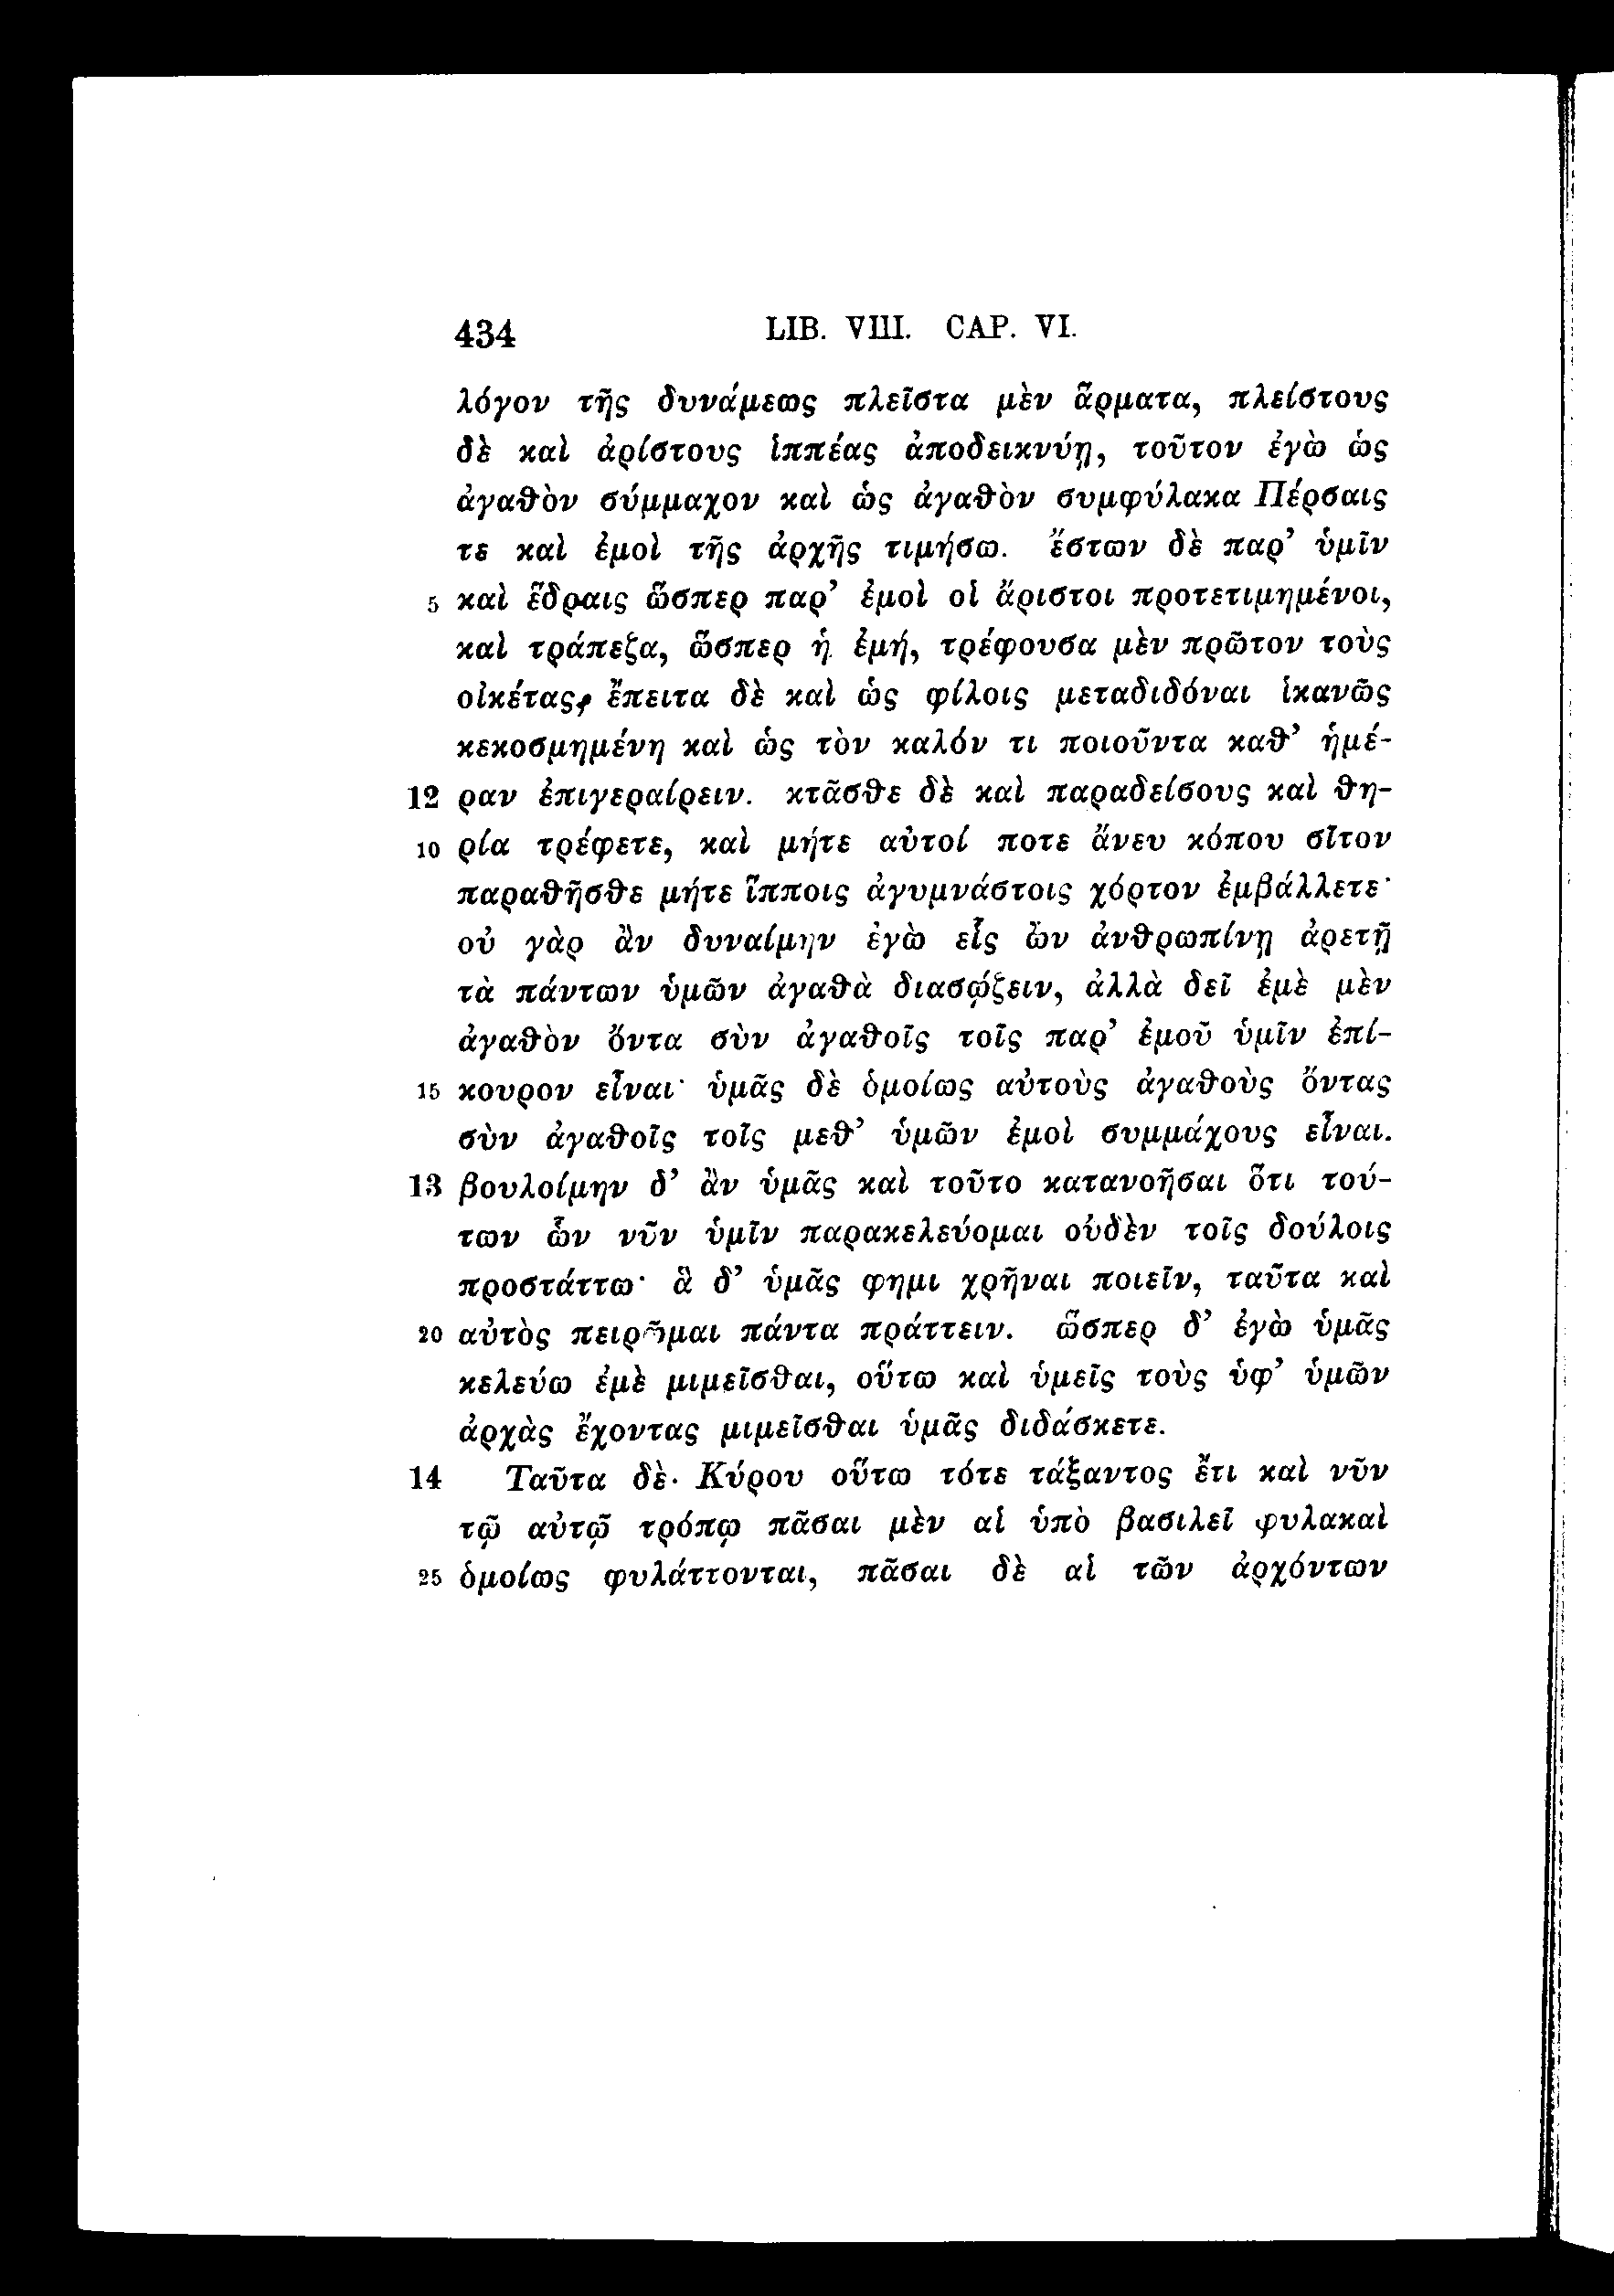 434 LIB. VIII. CAP. VI.
λόγον τῆς δυνάμεως πλεῖστα μὲν ἅρματα, πλείστους
δὲ καὶ ἀρίστους ἱππέας ἀποδεικνύῃ, τοῦτον ἐγὼ ὡς
ἀγαθὸν σύμμαχον καὶ ὡς ἀγαθὸν συμφύλακα Πέρσαις
τε καὶ ἐμοὶ τῆς ἀρχῆς τιμήσω. ἔστων δὲ παρ’ ὑμῖν
5 καὶ ἕδραις ὥσπερ παρ’ ἐμοὶ οἱ ἄριστοι προτετιμημένοι,
καὶ τράπεζα, ὥσπερ ἡ ἐμή, τρέφουσα μὲν πρῶτον τοὺς
οἰκέτας, ἔπειτα δὲ καὶ ὡς φίλοις μεταδιδόναι ἱκανῶς
κεκοσμημένη καὶ ὡς τὸν καλόν τι ποιοῦντα καθ’ ἡμέ-
12 ραν ἐπιγεραίρειν. κτᾶσθε δὲ καὶ παραδείσους καὶ θη-
10 ρία τρέφετε, καὶ μήτε αὐτοί ποτε ἄνευ κόπου σῖτον
παραθῆσθε μήτε ἵπποις ἀγυμνάστοις χόρτον ἐμβάλλετε·
οὐ γὰρ ἂν δυναίμην ἐγὼ εἷς ὢν ἀνθρωπίνῃ ἀρετῇ
τὰ πάντων ὑμῶν ἀγαθὰ διασῴζειν, ἀλλὰ δεῖ ἐμὲ μὲν
ἀγαθὸν ὄντα σὺν ἀγαθοῖς τοῖς παρ’ ἐμοῦ ὑμῖν ἐπί-
15 κουρον εἶναι· ὑμᾶς δὲ ὁμοίως αὐτοὺς ἀγαθοὺς ὄντας
σὺν ἀγαθοῖς τοῖς μεθ’ ὑμῶν ἐμοὶ συμμάχους εἶναι.
13 βουλοίμην δ’ ἂν ὑμᾶς καὶ τοῦτο κατανοῆσαι ὅτι τού-
των ὧν νῦν ὑμῖν παρακελεύομαι οὐδὲν τοῖς δούλοις
προστάττω· ἃ δ’ ὑμᾶς φημι χρῆναι ποιεῖν, ταῦτα καὶ
20 αὐτὸς πειρῶμαι πάντα πράττειν. ὥσπερ δ’ ἐγὼ ὑμᾶς
κελεύω ἐμὲ μιμεῖσθαι, οὕτω καὶ ὑμεῖς τοὺς ὑφ’ ὑμῶν
ἀρχὰς ἔχοντας μιμεῖσθαι ὑμᾶς διδάσκετε.
14 Ταῦτα δὲ Κύρου οὕτω τότε τάξαντος ἔτι καὶ νῦν
τῷ αὐτῷ τρόπῳ πᾶσαι μὲν αἱ ὑπὸ βασιλεῖ φυλακαὶ
25 ὁμοίως φυλάττονται, πᾶσαι δὲ αἱ τῶν ἀρχόντων